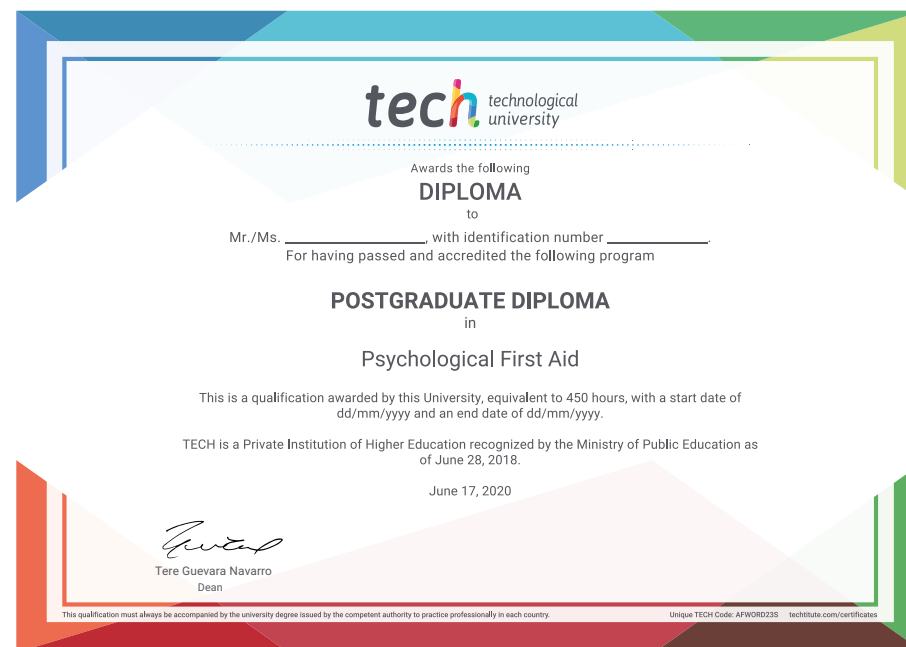 tech technological
university
Awards the following
DIPLOMA
to
Mr./Ms. ____________, with identification number ____________.
For having passed and accredited the following program
POSTGRADUATE DIPLOMA
in
Psychological First Aid
This is a qualification awarded by this University, equivalent to 450 hours, with a start date of
dd/mm/yyyy and an end date of dd/mm/yyyy.
TECH is a Private Institution of Higher Education recognized by the Ministry of Public Education as
of June 28, 2018.
June 17, 2020
Tere Guevara Navarro
Dean
This qualification must always be accompanied by the university degree issued by the competent authority to practice professionally in each country.
Unique TECH Code: AFWORD23S techtitute.com/certificates